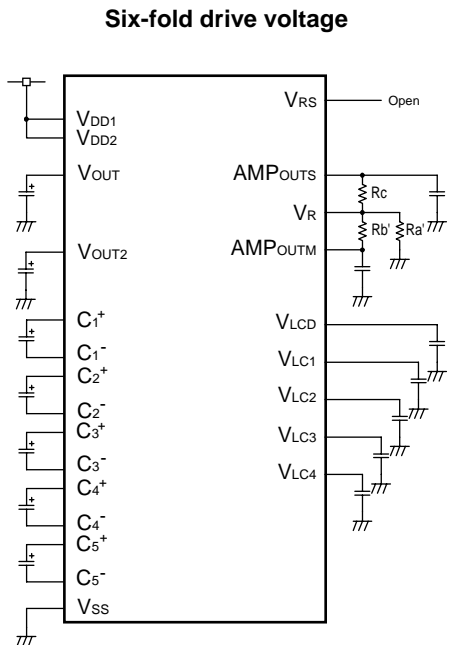 Six-fold drive voltage
VDD1
VDD2
VOUT
VOUT2
C1+
C1-
C2+
C2-
C3+
C3-
C4+
C4-
C5+
C5-
VSS
VRS
Open
AMPOUTS
Rc
VR
Rb' Ra'
AMPOUTM
VLCD
VLC1
VLC2
VLC3
VLC4
+
+
+
+
+
+
+